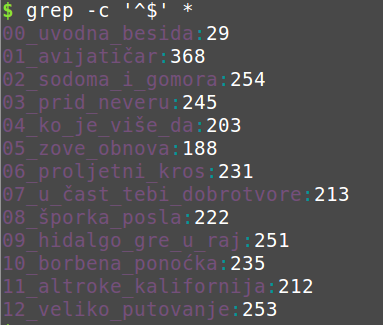 $ grep -c '^$' *
00_uvodna_besida:29
01_avijatičar:368
02_sodoma_i_gomora:254
03_prid_neveru:245
04_ko_je_više_da:203
05_zove_obnova:188
06_proljetni_kros:231
07_u_čast_tebi_dobrotvore:213
08_šporka_posla:222
09_hidalgo_gre_u_raj:251
10_borbena_ponoćka:235
11_altroke_kalifornija:212
12_veliko_putovanje:253